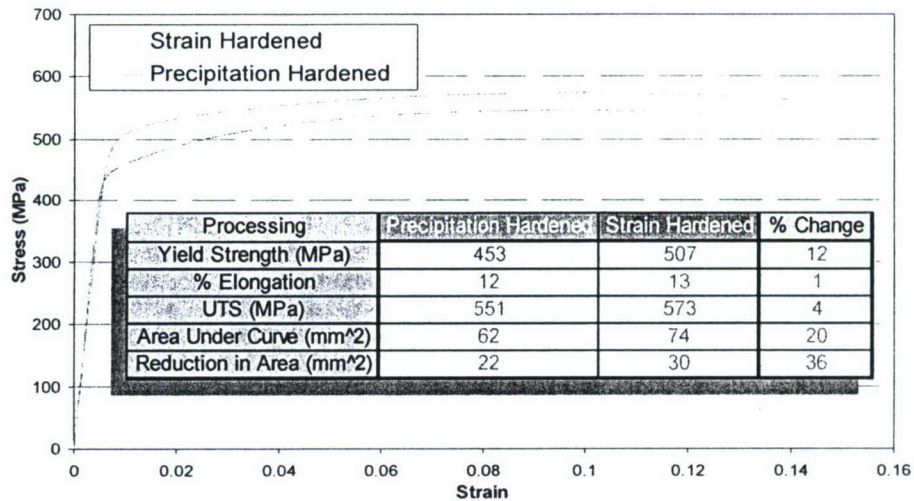 700
600
500
400
300
200
100
0
Stress (MPa)
Strain Hardened
Precipitation Hardened
Processing Precipitation Hardened Strain Hardened % Change
Yield Strength (MPa) 453 507 12
% Elongation 12 13 1
UTS (MPa) 551 573 4
Area Under Curve (mm^2) 62 74 20
Reduction in Area (mm^2) 22 30 36
0 0.02 0.04 0.06 0.08 0.1 0.12 0.14 0.16
Strain